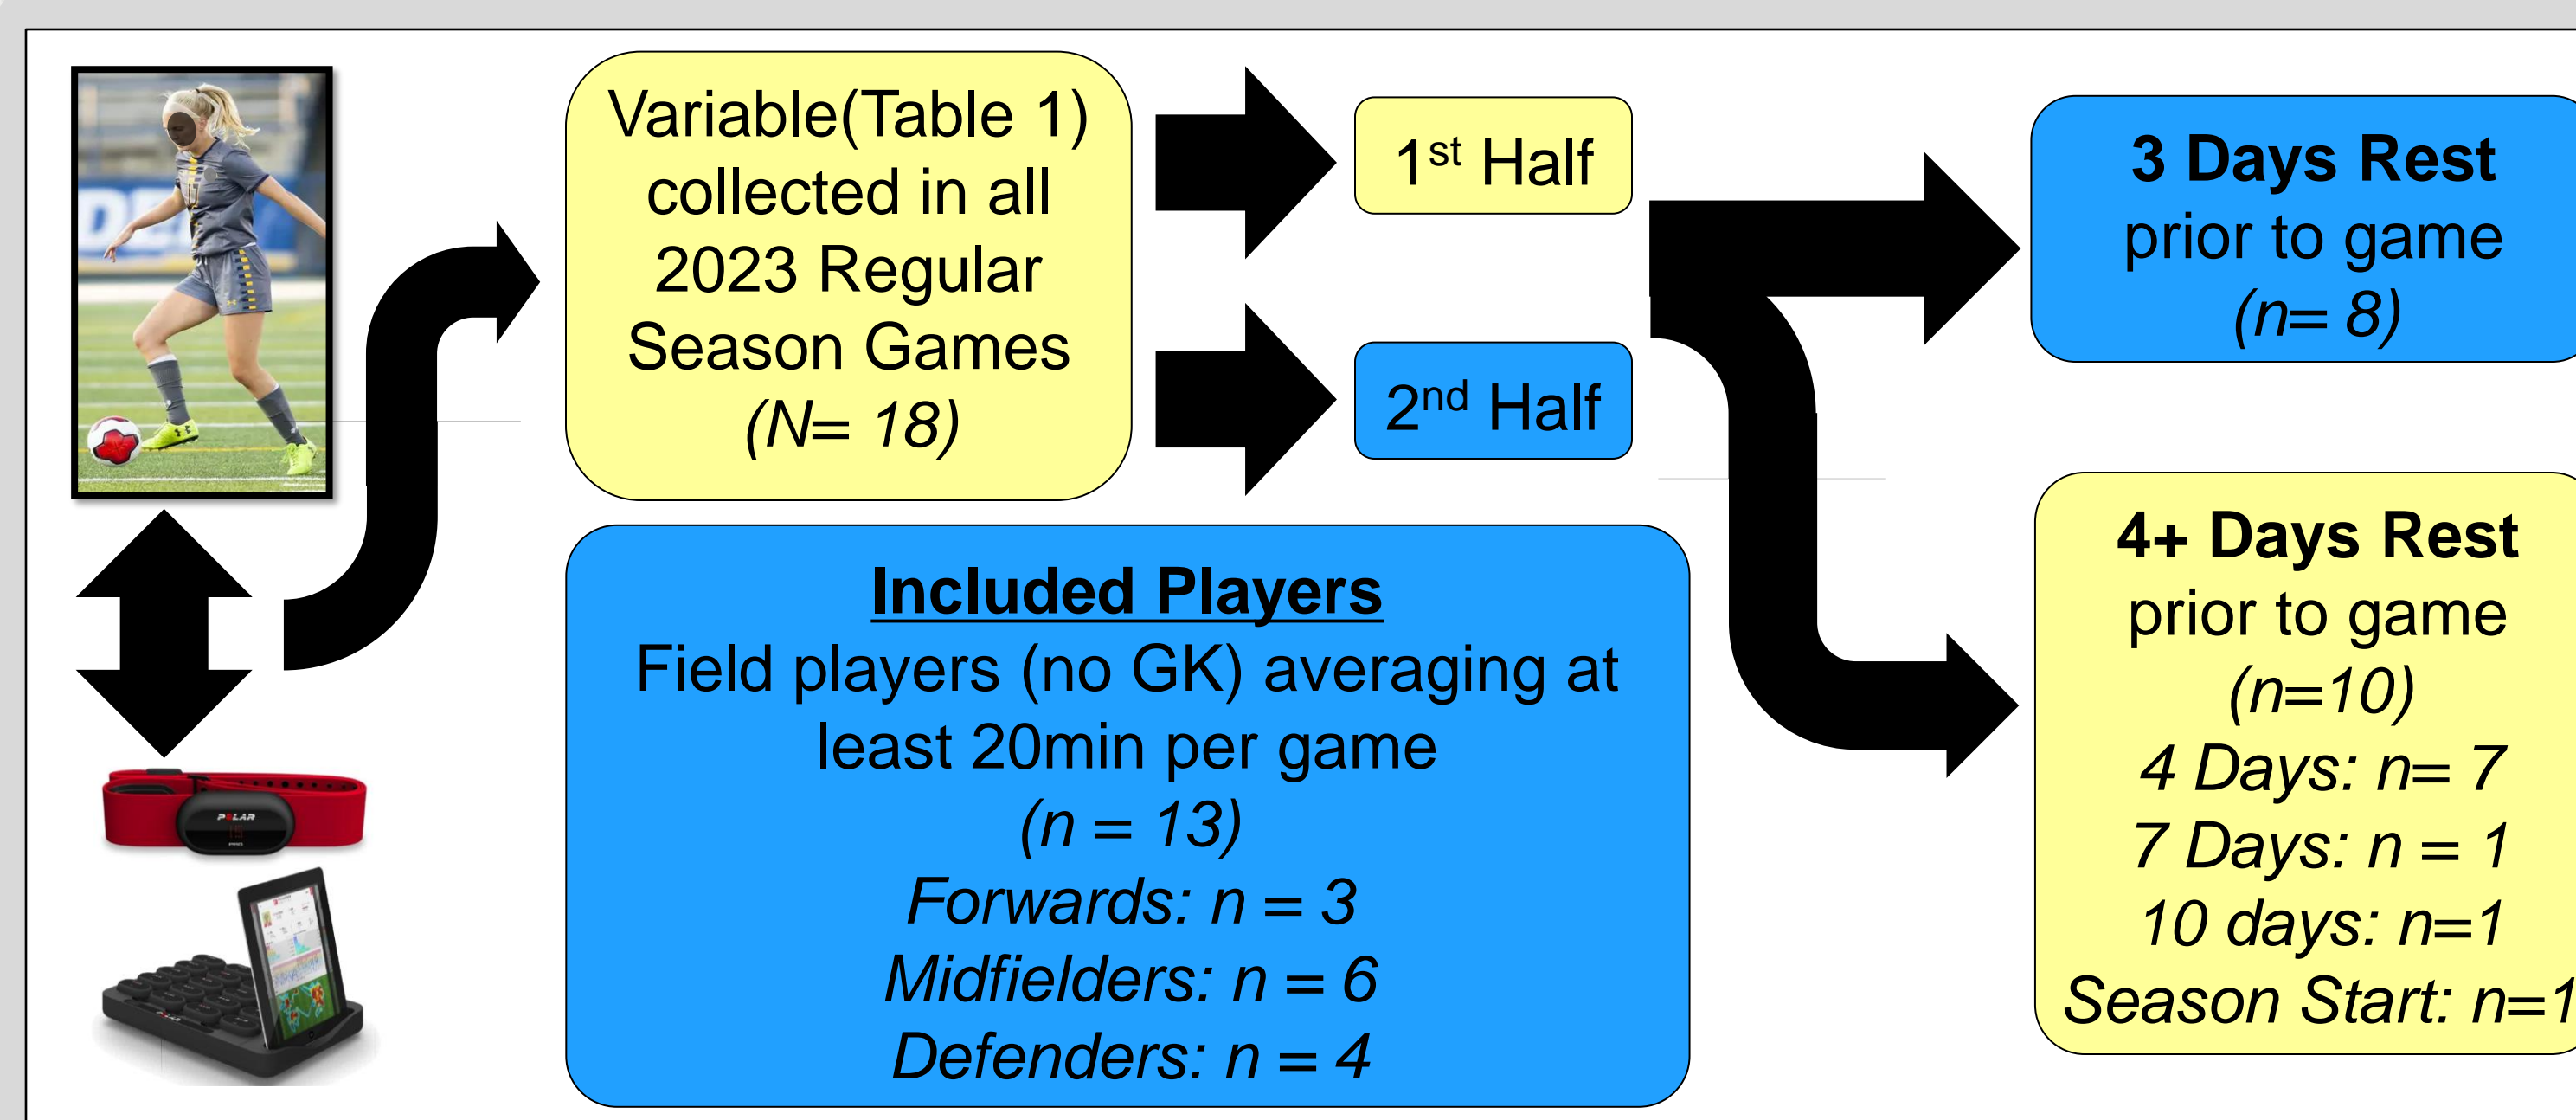 Variable(Table 1)
collected in all
2023 Regular
Season Games
(N= 18)
1st Half
2nd Half
3 Days Rest
prior to game
(n= 8)
4+ Days Rest
prior to game
(n=10)
4 Days: n= 7
7 Days: n = 1
10 days: n=1
Season Start: n=1
Included Players
Field players (no GK) averaging at
least 20min per game
(n = 13)
Forwards: n = 3
Midfielders: n = 6
Defenders: n = 4
POLAR
PRO